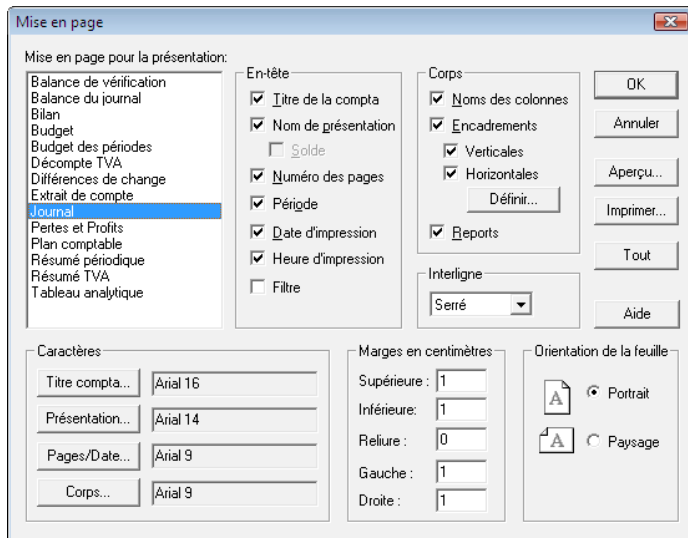 Mise en page
Mise en page pour la présentation:
Balance de vérification
Balance du journal
Bilan
Budget
Budget des périodes
Décompte TVA
Différences de change
Extrait de compte
Journal
Pertes et Profits
Plan comptable
Résumé périodique
Résumé TVA
Tableau analytique
En-tête
Titre de la compta
Nom de présentation
Solde
Numéro des pages
Période
Date d'impression
Heure d'impression
Filtre
Corps
Noms des colonnes
Encadrements
Verticales
Horizontales
Définir...
Reports
Interligne
Serré
OK
Annuler
Aperçu...
Imprimer...
Tout
Aide
Caractères
Titre compta... Arial 16
Présentation... Arial 14
Pages/Date... Arial 9
Corps... Arial 9
Marges en centimètres
Supérieure : 1
Inférieure: 1
Reliure : 0
Gauche : 1
Droite : 1
Orientation de la feuille
A Portrait
A Paysage